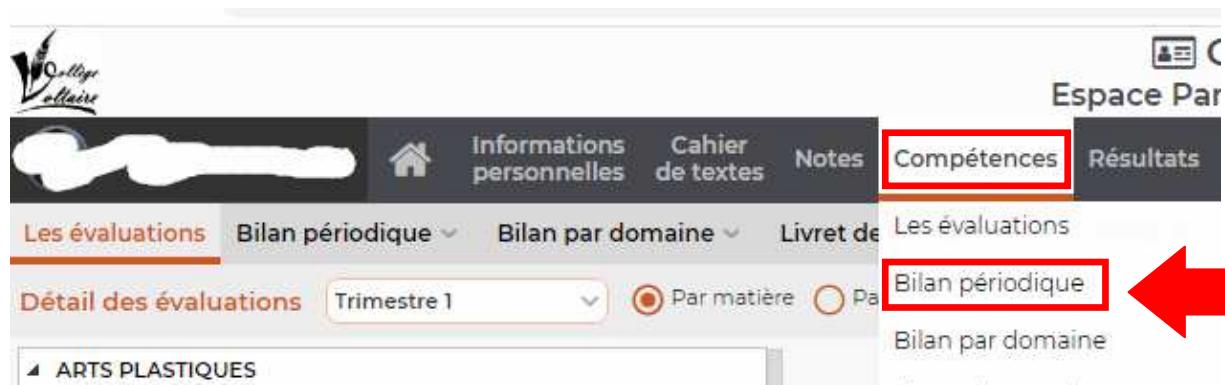 Collège
Voltaire
Espace Par
Informations personnelles
Cahier de textes
Notes
Compétences
Résultats
Les évaluations
Bilan périodique
Bilan par domaine
Livret de
Les évaluations
Bilan périodique
Bilan par domaine
Détail des évaluations
Trimestre 1
Par matière
Pa
ARTS PLASTIQUES